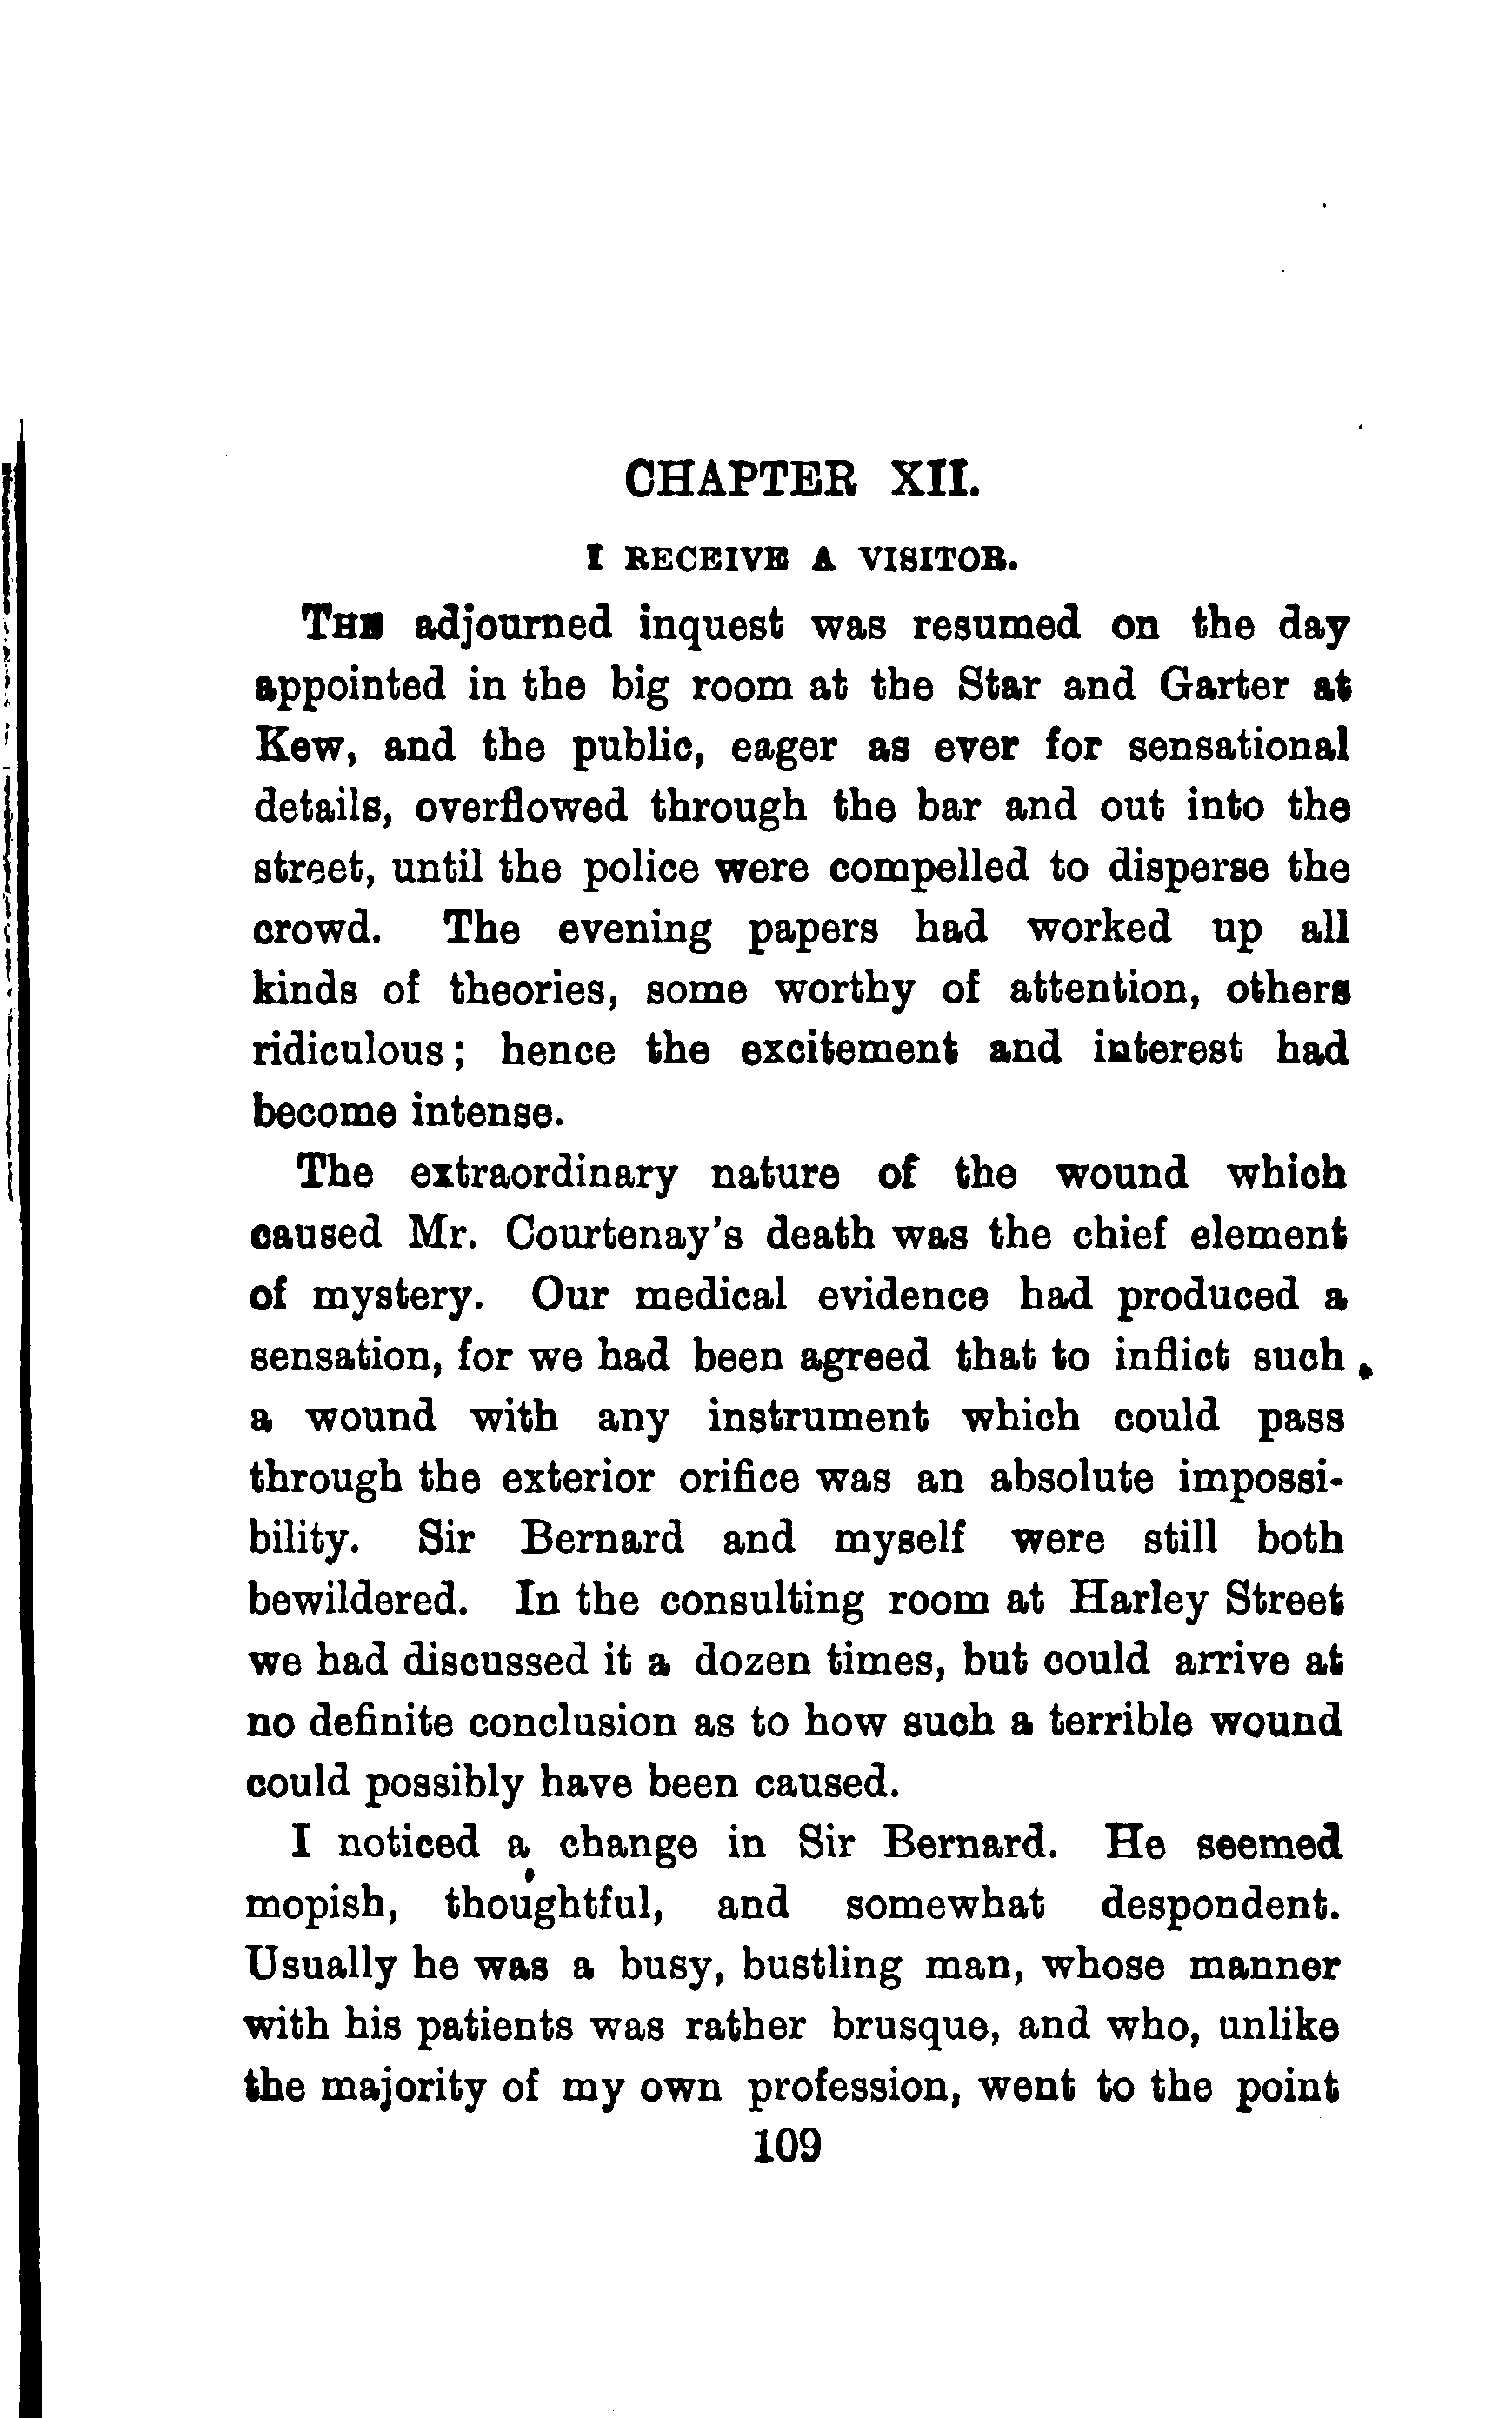 CHAPTER XII.
I RECEIVE A VISITOR.
THE adjourned inquest was resumed on the day
appointed in the big room at the Star and Garter at
Kew, and the public, eager as ever for sensational
details, overflowed through the bar and out into the
street, until the police were compelled to disperse the
crowd. The evening papers had worked up all
kinds of theories, some worthy of attention, others
ridiculous; hence the excitement and interest had
become intense.
The extraordinary nature of the wound which
caused Mr. Courtenay's death was the chief element
of mystery. Our medical evidence had produced a
sensation, for we had been agreed that to inflict such
a wound with any instrument which could pass
through the exterior orifice was an absolute impossi-
bility. Sir Bernard and myself were still both
bewildered. In the consulting room at Harley Street
we had discussed it a dozen times, but could arrive at
no definite conclusion as to how such a terrible wound
could possibly have been caused.
I noticed a change in Sir Bernard. He seemed
mopish, thoughtful, and somewhat despondent.
Usually he was a busy, bustling man, whose manner
with his patients was rather brusque, and who, unlike
the majority of my own profession, went to the point
109